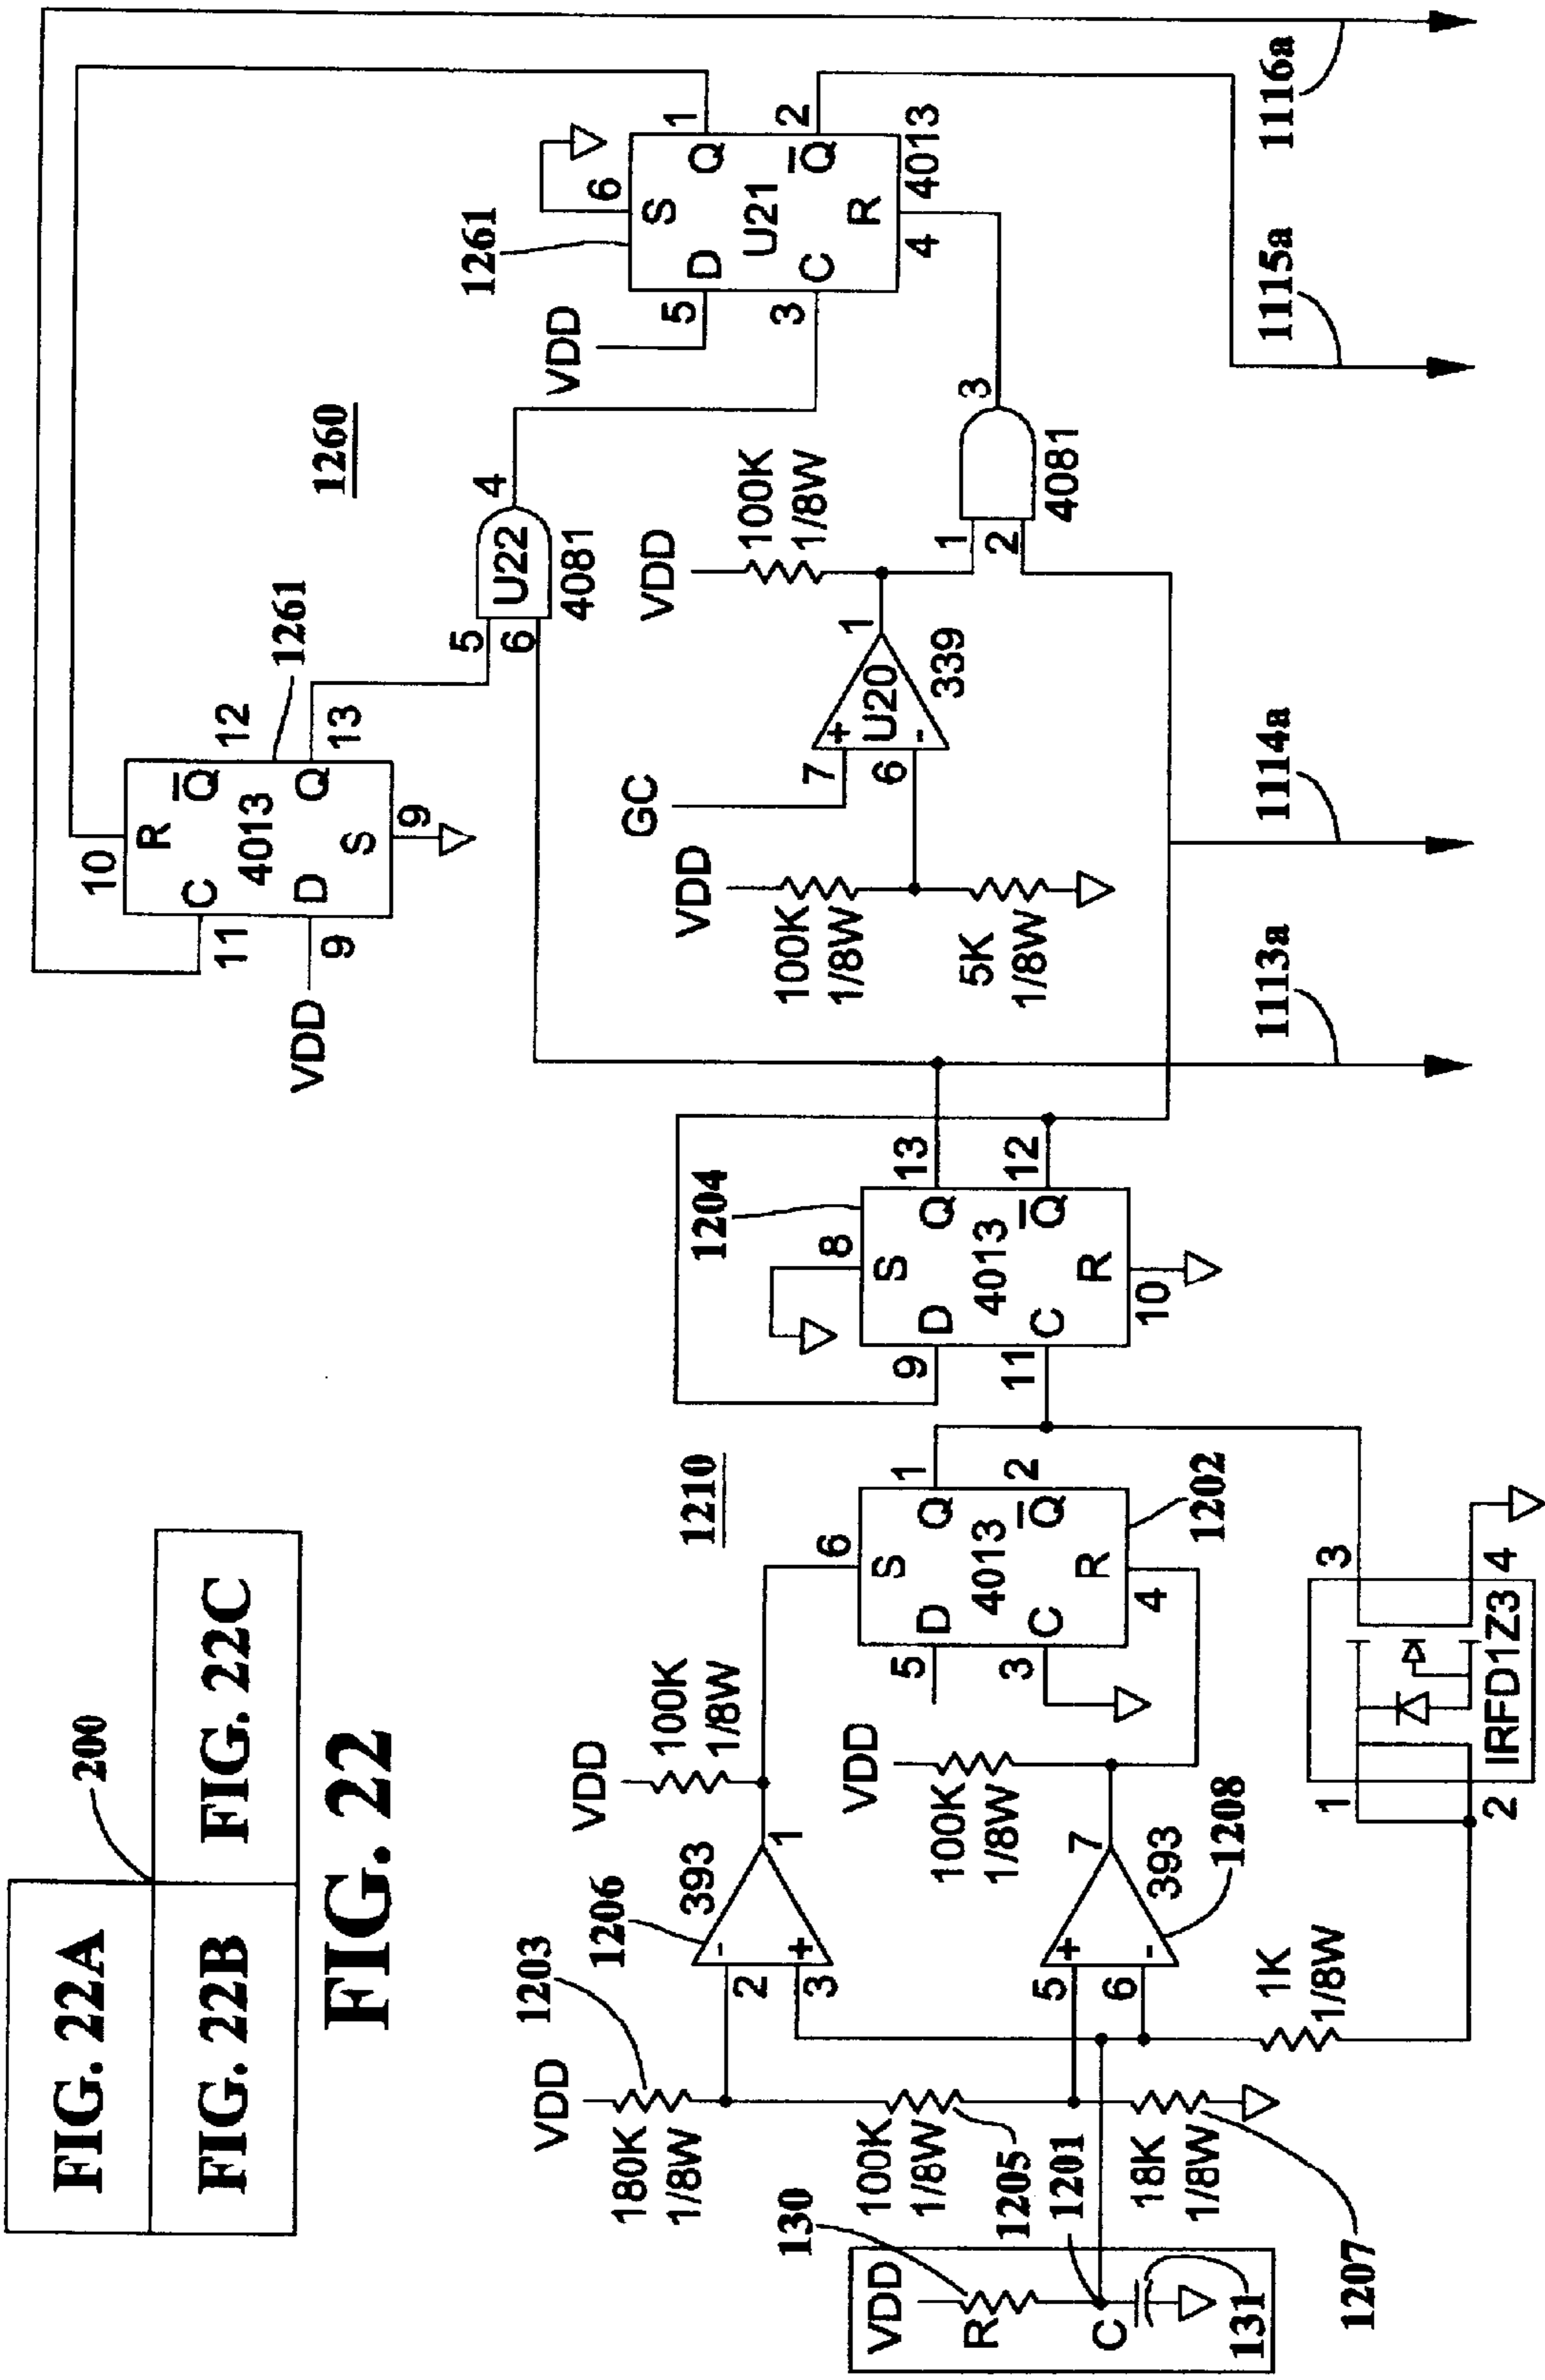 FIG. 22A
FIG. 22B
FIG. 22C
200
FIG. 22
VDD
130
R
C
1201
131
VDD
1203
180K
1/8W
100K
1/8W
1205
18K
1/8W
1207
1206
2
-
3
+
393
1
VDD
100K
1/8W
5
+
6
-
7
393
1208
VDD
100K
1/8W
1K
1/8W
1
2
3
4
IRFD1Z3
1210
6
S
5
D
Q
1
4013
3
C
Q
2
R
4
1202
1204
8
S
9
D
Q
13
4013
11
C
Q
12
R
10
VDD
10
R
11
C
Q
12
4013
9
D
Q
13
S
9
1261
1260
5
6
U22
4
4081
GC
VDD
100K
1/8W
5K
1/8W
7
+
U20
6
-
1
339
VDD
100K
1/8W
1
2
3
4081
1261
VDD
6
S
5
D
Q
1
U21
3
C
Q
2
R
4
4013
1113a
1114a
1115a
1116a